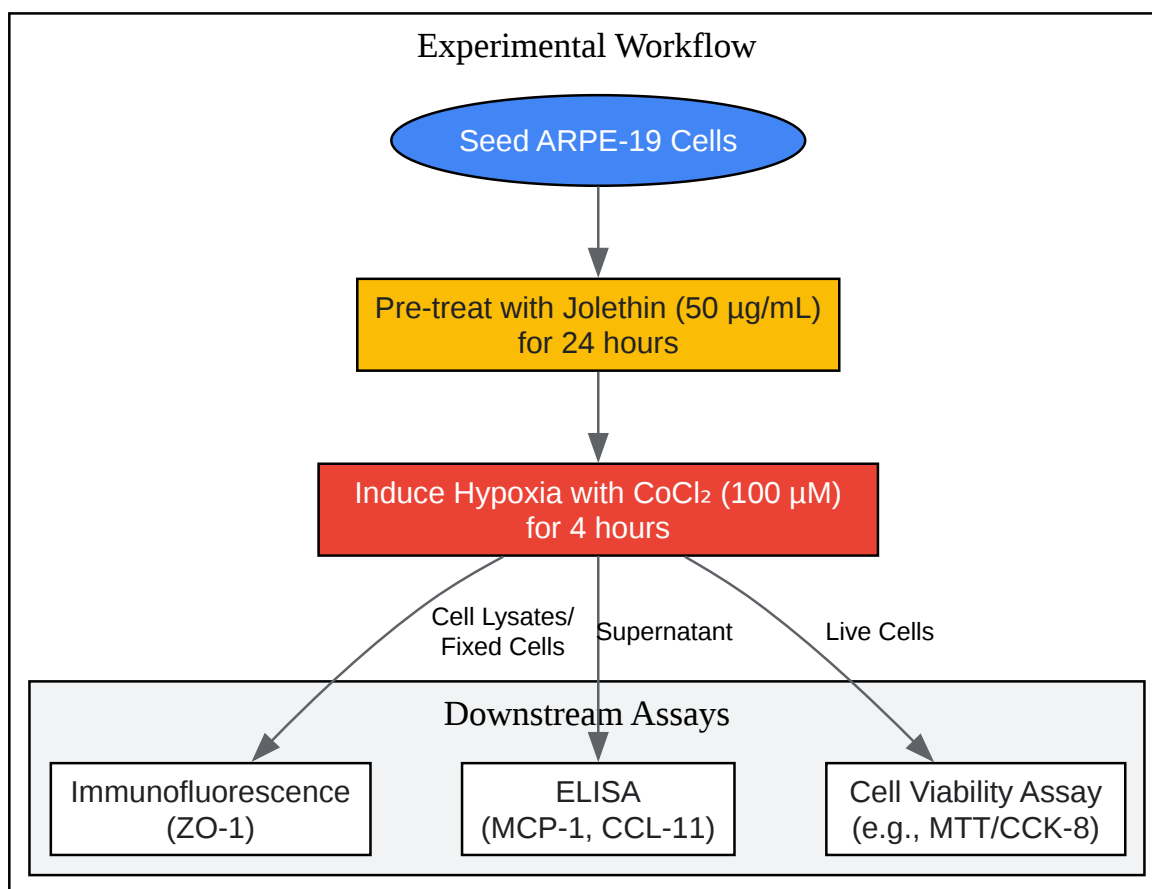 Experimental Workflow
Seed ARPE-19 Cells
Pre-treat with Jolethin (50 µg/mL)
for 24 hours
Induce Hypoxia with CoCl₂ (100 µM)
for 4 hours
Cell Lysates/
Fixed Cells
Supernatant
Live Cells
Downstream Assays
Immunofluorescence
(ZO-1)
ELISA
(MCP-1, CCL-11)
Cell Viability Assay
(e.g., MTT/CCK-8)